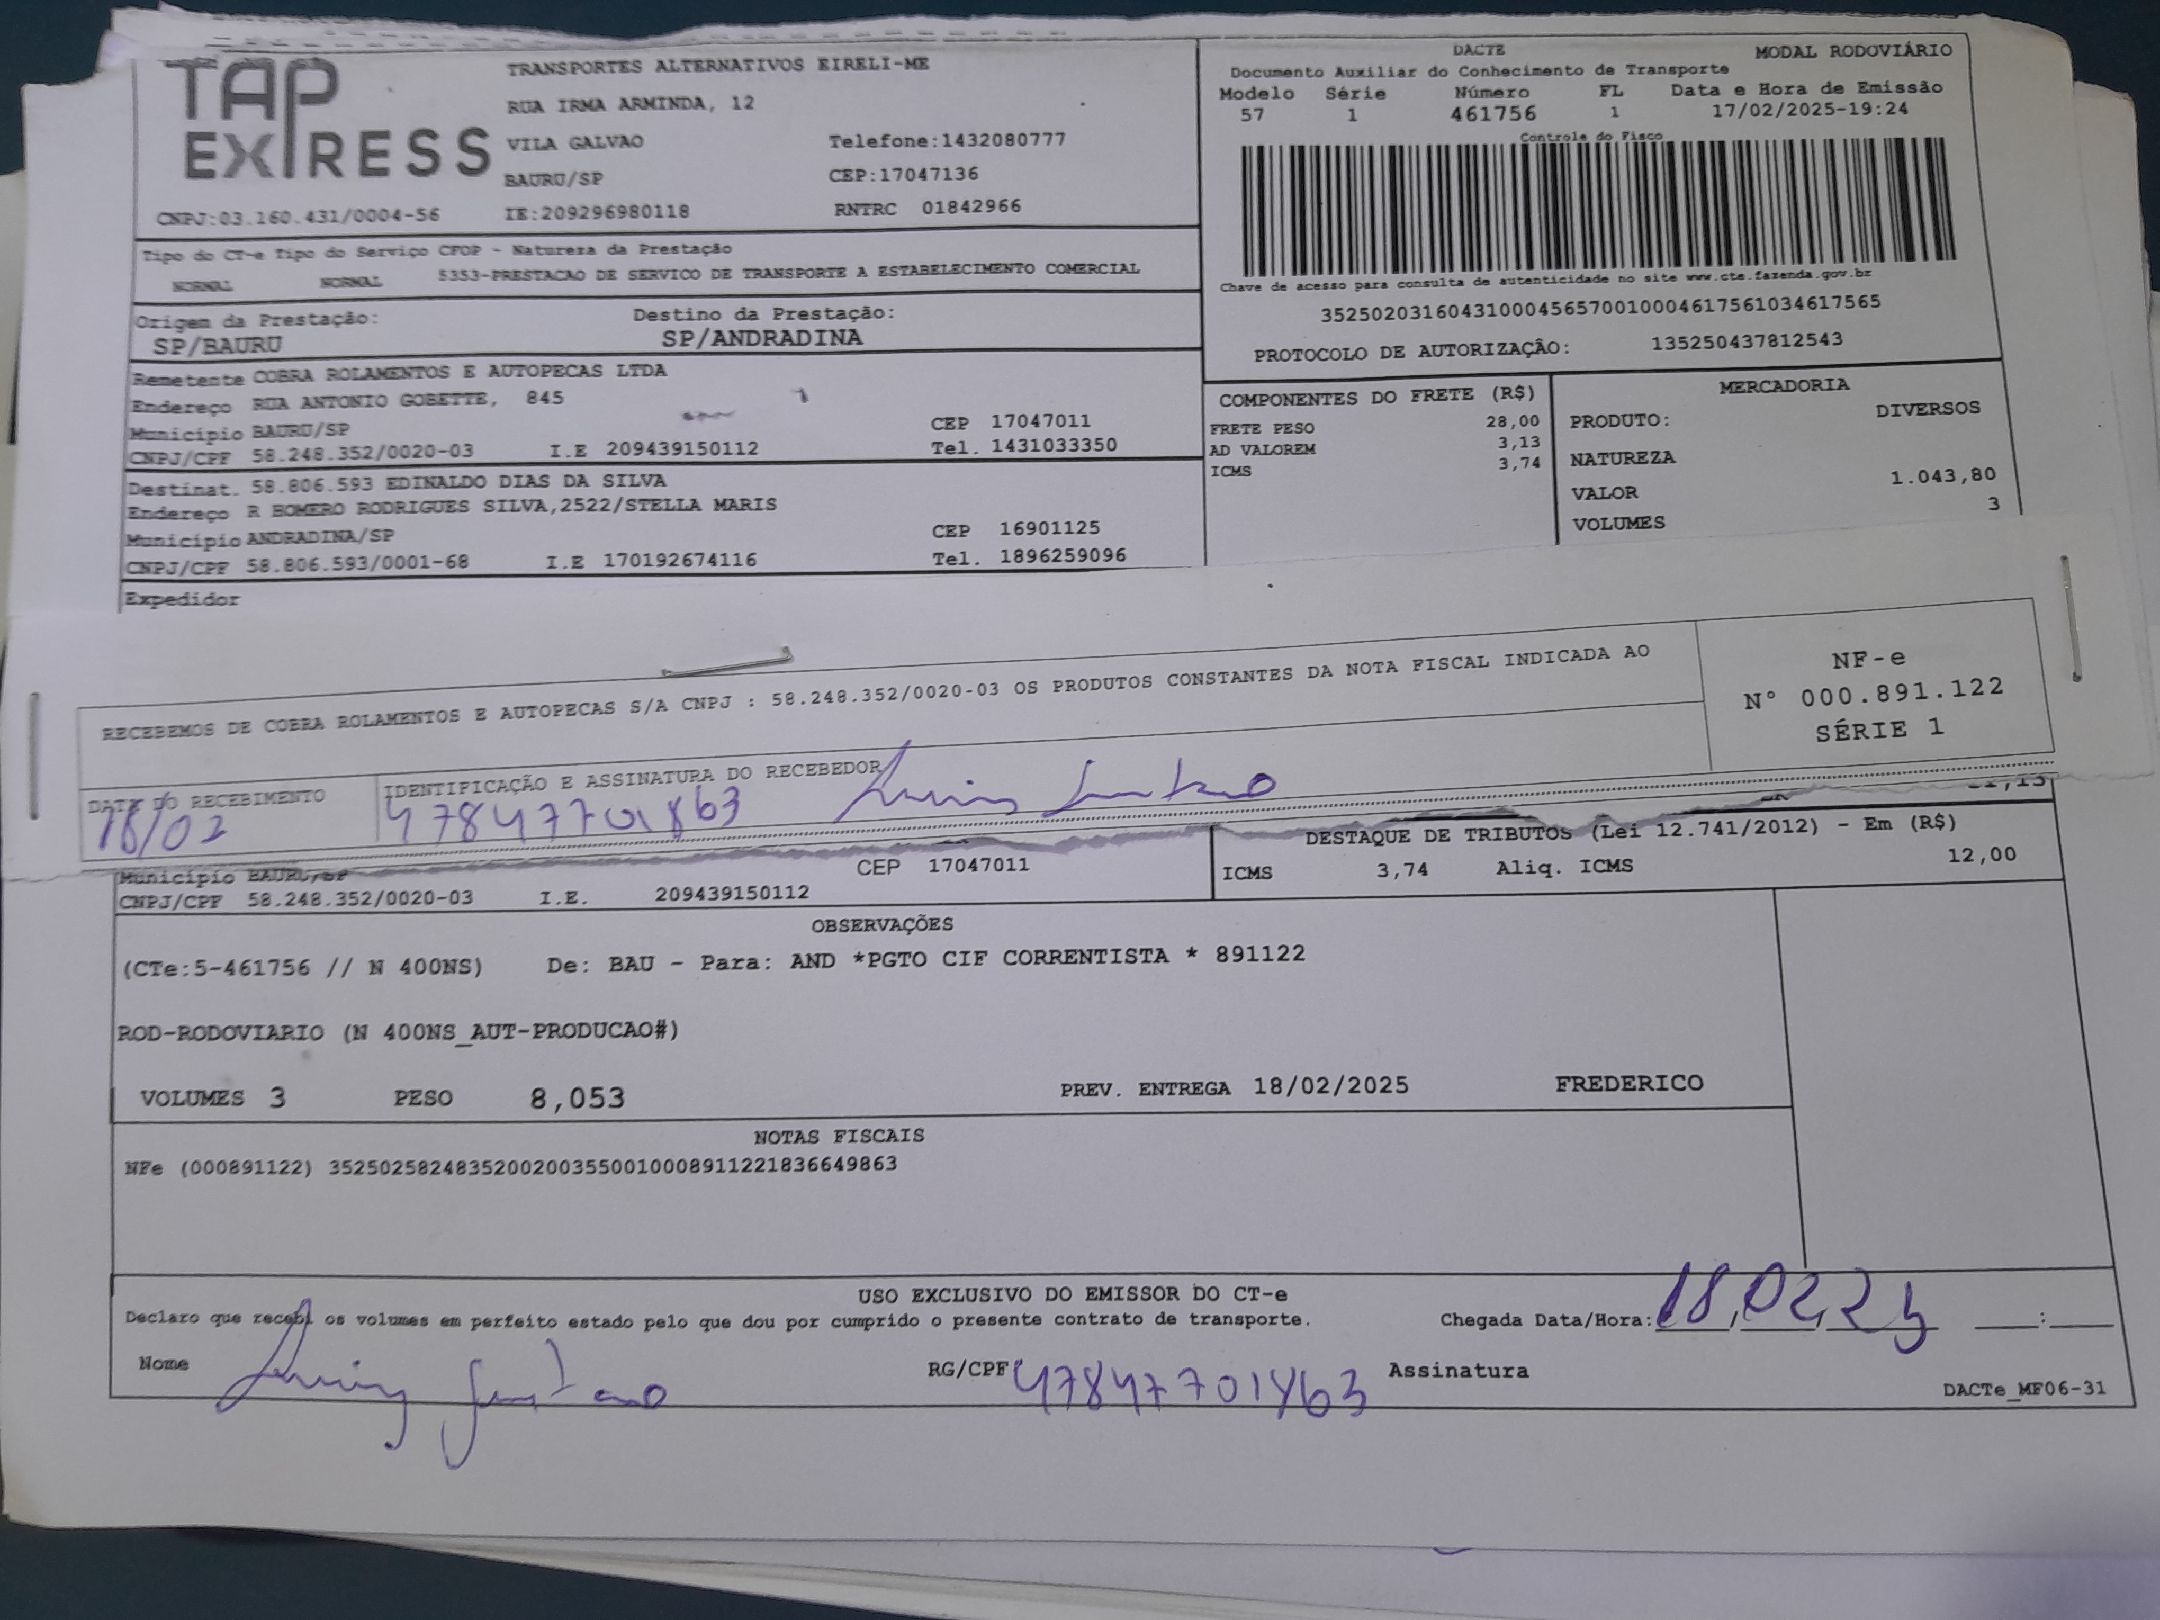 TAP
EXPRESS
TRANSPORTES ALTERNATIVOS EIRELI-ME
RUA IRMA ARMINDA, 12
VILA GALVAO Telefone:1432080777
BAURU/SP CEP:17047136
CNPJ:03.160.431/0004-56 IE:209296980118 RNTRC 01842966
DACTE MODAL RODOVIÁRIO
Documento Auxiliar do Conhecimento de Transporte
Modelo Série Número FL Data e Hora de Emissão
57 1 461756 1 17/02/2025-19:24
Controle do Fisco
Chave de acesso para consulta de autenticidade no site www.cte.fazenda.gov.br
35250203160431000456570010004617561034617565
PROTOCOLO DE AUTORIZAÇÃO: 135250437812543
Tipo do CT-e Tipo do Serviço CFOP - Natureza da Prestação
NORMAL NORMAL 5353-PRESTACAO DE SERVICO DE TRANSPORTE A ESTABELECIMENTO COMERCIAL
Origem da Prestação: Destino da Prestação:
SP/BAURU SP/ANDRADINA
Remetente COBRA ROLAMENTOS E AUTOPECAS LTDA
Endereço RUA ANTONIO GOBETTE, 845
Município BAURU/SP CEP 17047011
CNPJ/CPF 58.248.352/0020-03 I.E 209439150112 Tel. 1431033350
Destinat. 58.806.593 EDINALDO DIAS DA SILVA
Endereço R HOMERO RODRIGUES SILVA,2522/STELLA MARIS
Município ANDRADINA/SP CEP 16901125
CNPJ/CPF 58.806.593/0001-68 I.E 170192674116 Tel. 1896259096
Expedidor
COMPONENTES DO FRETE (R$)
FRETE PESO 28,00
AD VALOREM 3,13
ICMS 3,74
MERCADORIA
PRODUTO: DIVERSOS
NATUREZA
VALOR 1.043,80
VOLUMES 3
RECEBEMOS DE COBRA ROLAMENTOS E AUTOPECAS S/A CNPJ : 58.248.352/0020-03 OS PRODUTOS CONSTANTES DA NOTA FISCAL INDICADA AO
NF-e
N° 000.891.122
SÉRIE 1
DATA DO RECEBIMENTO IDENTIFICAÇÃO E ASSINATURA DO RECEBEDOR
18/02 47847701863
DESTAQUE DE TRIBUTOS (Lei 12.741/2012) - Em (R$)
ICMS 3,74 Aliq. ICMS 12,00
Município BAURU/SP CEP 17047011
CNPJ/CPF 58.248.352/0020-03 I.E. 209439150112
OBSERVAÇÕES
(CTe:5-461756 // N 400NS) De: BAU - Para: AND *PGTO CIF CORRENTISTA * 891122
ROD-RODOVIARIO (N 400NS_AUT-PRODUCAO#)
VOLUMES 3 PESO 8,053 PREV. ENTREGA 18/02/2025 FREDERICO
NOTAS FISCAIS
NFe (000891122) 35250258248352002003550010008911221836649863
USO EXCLUSIVO DO EMISSOR DO CT-e
Declaro que recebi os volumes em perfeito estado pelo que dou por cumprido o presente contrato de transporte. Chegada Data/Hora: 18,02,25 :
Nome RG/CPF 47847701863 Assinatura
DACTe_MF06-31